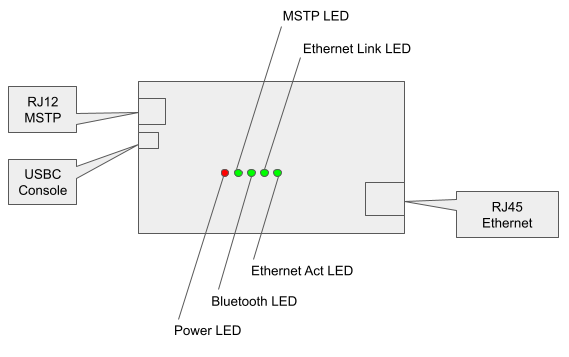 MSTP LED
Ethernet Link LED
RJ12
MSTP
USBC
Console
RJ45
Ethernet
Ethernet Act LED
Bluetooth LED
Power LED